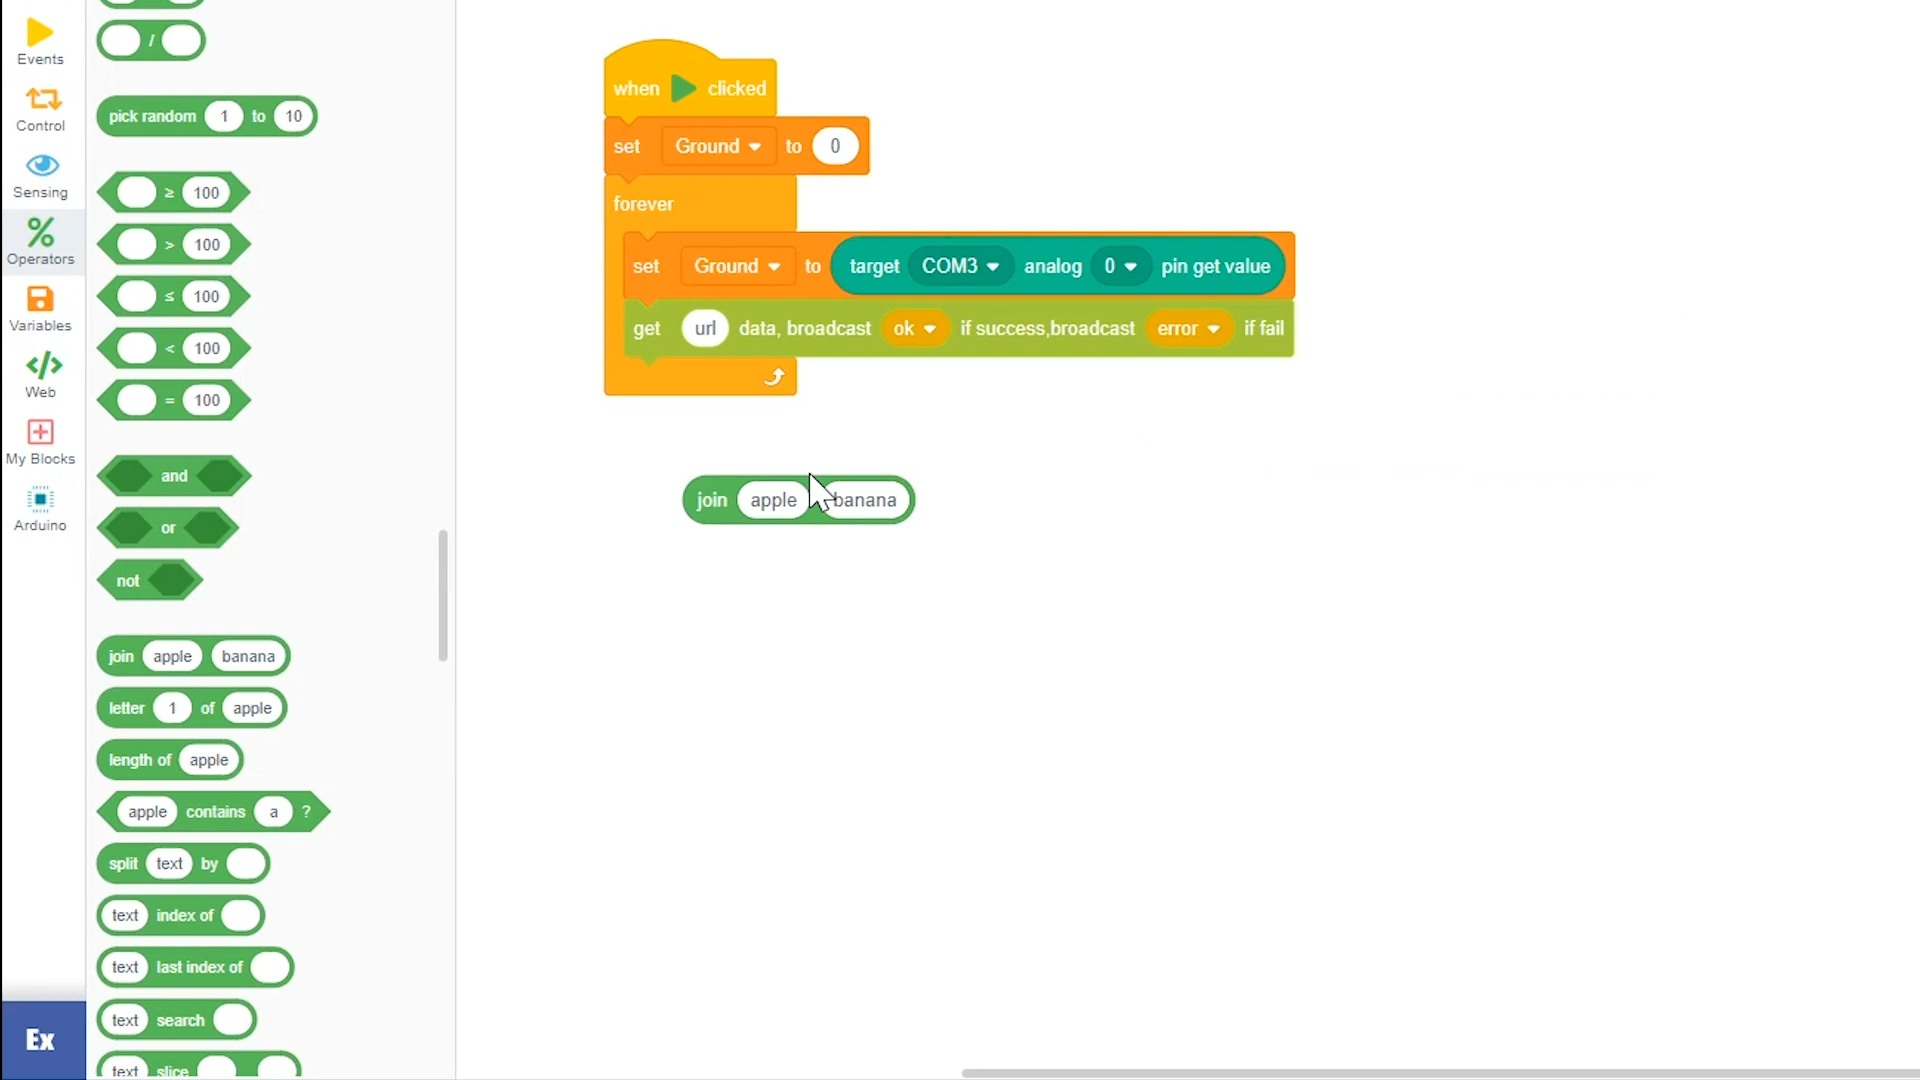 Events
Control
Sensing
%
Operators
Variables
</>
Web
My Blocks
Arduino
Ex
/
pick random 1 to 10
≥ 100
> 100
≤ 100
< 100
= 100
and
or
not
join apple banana
letter 1 of apple
length of apple
apple contains a ?
split text by
text index of
text last index of
text search
text slice
when clicked
set Ground to 0
forever
set Ground to target COM3 analog 0 pin get value
get url data, broadcast ok if success,broadcast error if fail
join apple banana